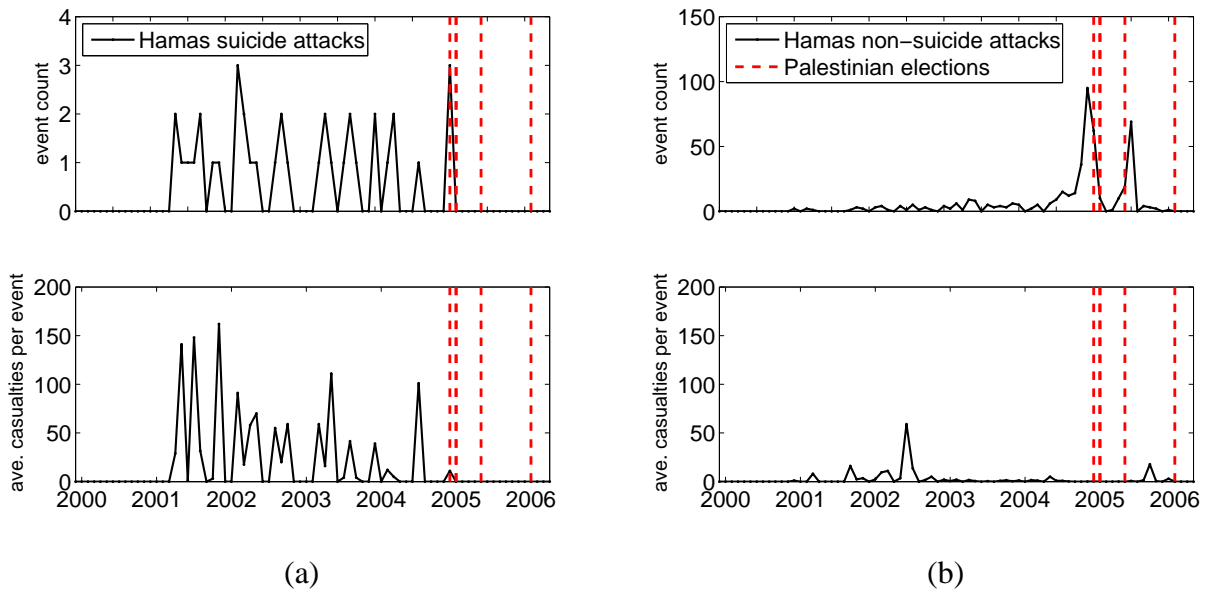 4
3
2
1
0
event count
Hamas suicide attacks
150
100
50
0
event count
Hamas non−suicide attacks
Palestinian elections
200
150
100
50
0
ave. casualties per event
2000 2001 2002 2003 2004 2005 2006
200
150
100
50
0
ave. casualties per event
2000 2001 2002 2003 2004 2005 2006
(a)
(b)